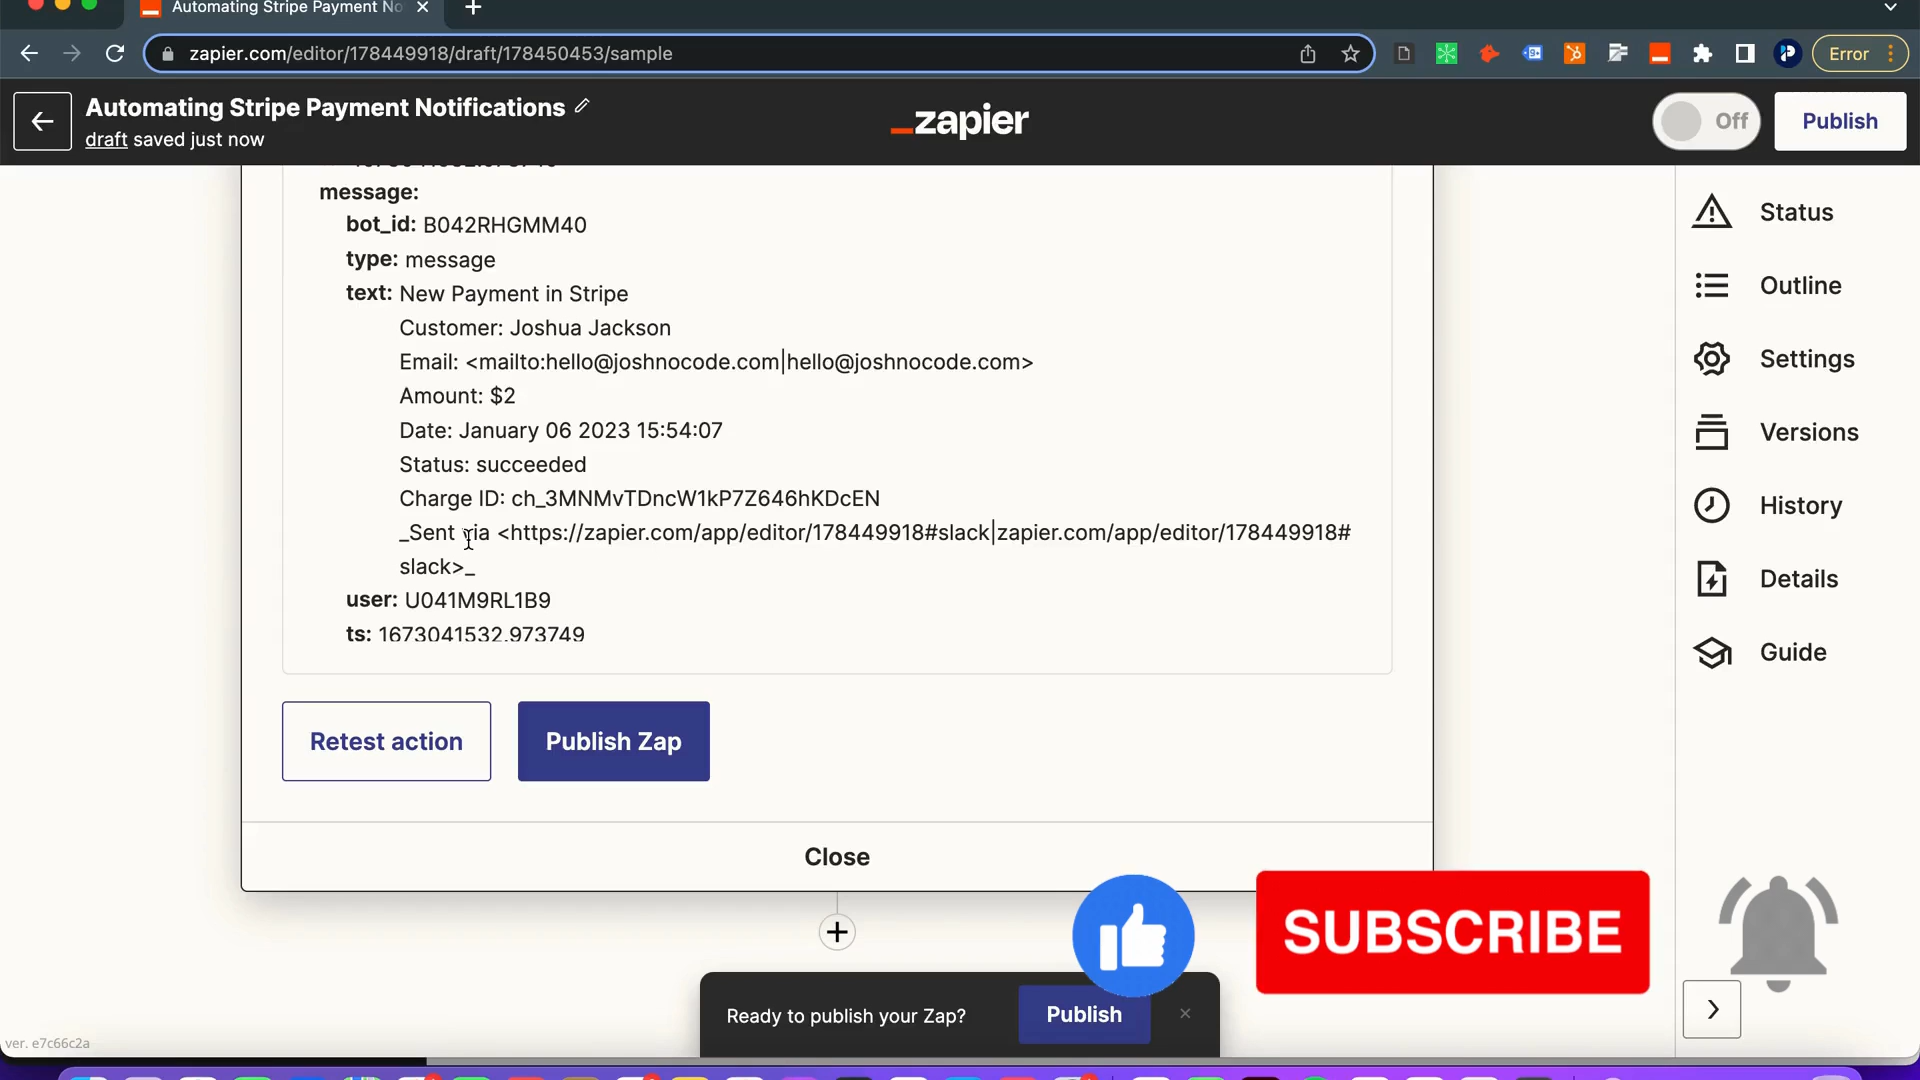 Automating Stripe Payment No
zapier.com/editor/178449918/draft/178450453/sample
Error
Automating Stripe Payment Notifications
draft saved just now
_zapier
Off
Publish
message:
bot_id: B042RHGMM40
type: message
text: New Payment in Stripe
Customer: Joshua Jackson
Email: <mailto:hello@joshnocode.com|hello@joshnocode.com>
Amount: $2
Date: January 06 2023 15:54:07
Status: succeeded
Charge ID: ch_3MNMvTDncW1kP7Z646hKDcEN
_Sent via <https://zapier.com/app/editor/178449918#slack|zapier.com/app/editor/178449918#
slack>_
user: U041M9RL1B9
ts: 1673041532.973749
Retest action
Publish Zap
Close
Status
Outline
Settings
Versions
History
Details
Guide
SUBSCRIBE
Ready to publish your Zap?
Publish
ver. e7c66c2a